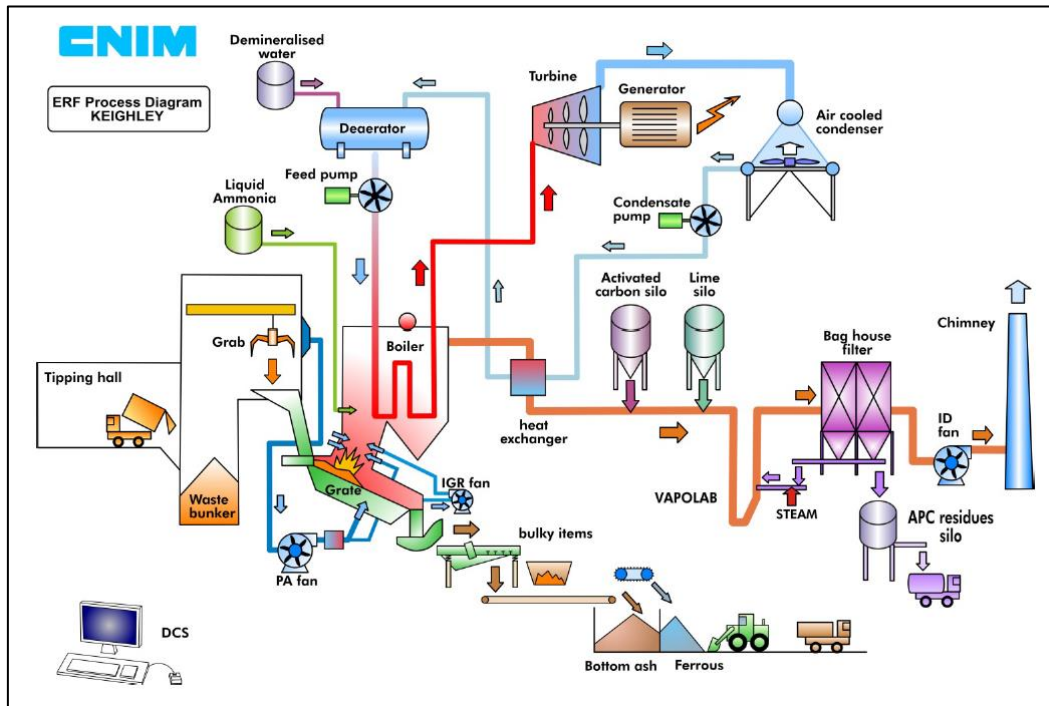 CNIM
ERF Process Diagram
KEIGHLEY
Demineralised
water
Deaerator
Feed pump
Liquid
Ammonia
Turbine
Generator
Air cooled
condenser
Condensate
pump
Activated
carbon silo
Lime
silo
Chimney
Bag house
filter
ID
fan
Grab
Boiler
Tipping hall
heat
exchanger
Waste
bunker
Grate
IGR fan
VAPOLAB
STEAM
APC residues
silo
PA fan
bulky items
DCS
Bottom ash
Ferrous